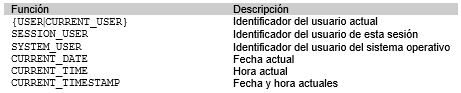 Función Descripción
{USER|CURRENT_USER} Identificador del usuario actual
SESSION_USER Identificador del usuario de esta sesión
SYSTEM_USER Identificador del usuario del sistema operativo
CURRENT_DATE Fecha actual
CURRENT_TIME Hora actual
CURRENT_TIMESTAMP Fecha y hora actuales